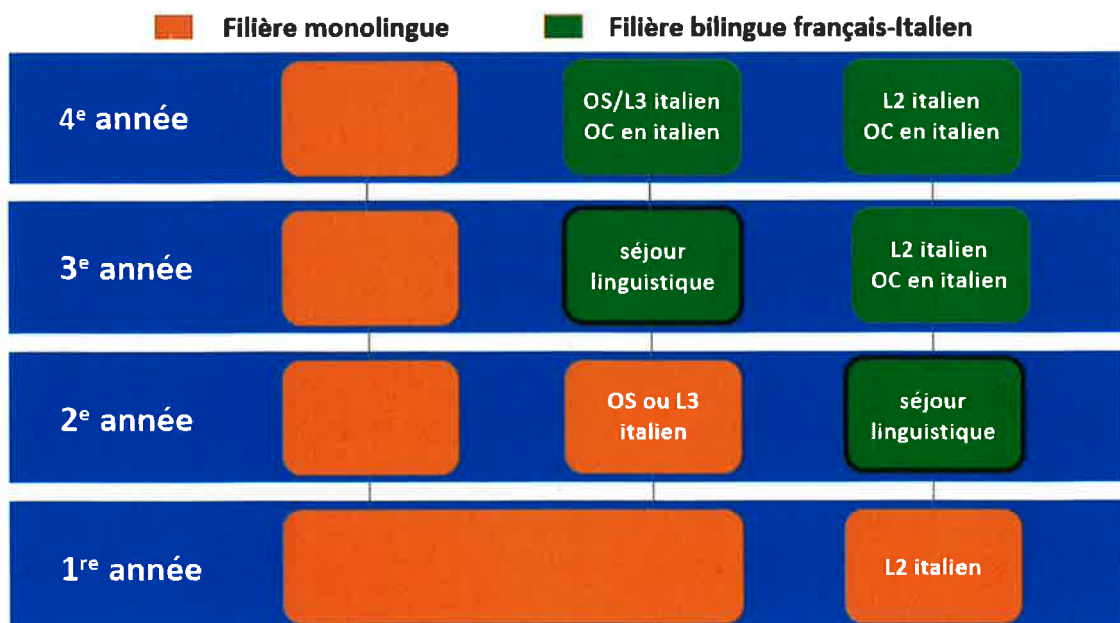 Filière monolingue
Filière bilingue français-Italien
4e année
OS/L3 italien
OC en italien
L2 italien
OC en italien
3e année
séjour
linguistique
L2 italien
OC en italien
2e année
OS ou L3
italien
séjour
linguistique
1re année
L2 italien